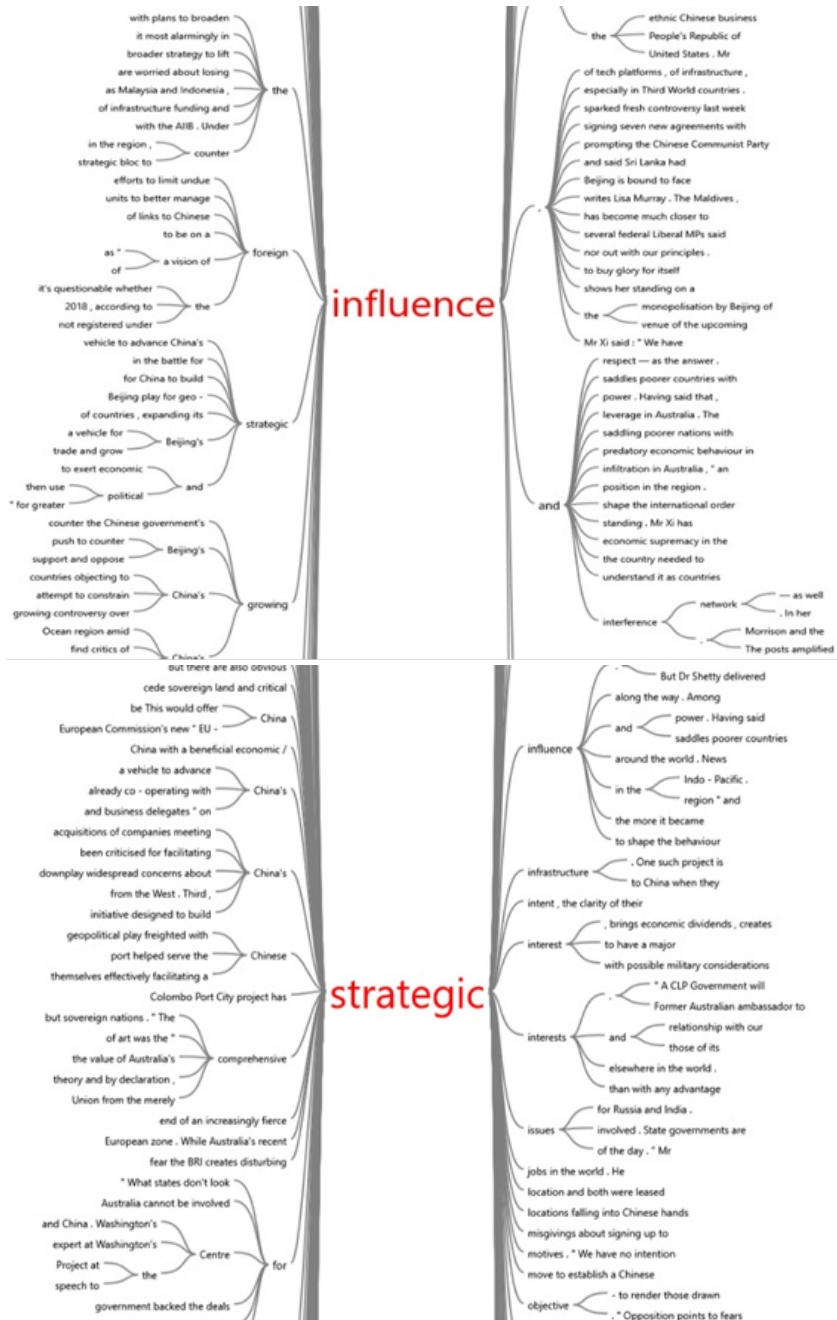 with plans to broaden
it most alarmingly in
broader strategy to lift
are worried about losing
as Malaysia and Indonesia ,
of infrastructure funding and
with the AIIB . Under
the
in the region ,
strategic bloc to
counter
efforts to limit undue
units to better manage
of links to Chinese
to be on a
as "
of
a vision of
foreign
it's questionable whether
2018 , according to
not registered under
the
vehicle to advance China's
in the battle for
for China to build
Beijing play for geo -
of countries , expanding its
a vehicle for
trade and grow
Beijing's
strategic
to exert economic
then use
" for greater
political
and
counter the Chinese government's
push to counter
support and oppose
Beijing's
countries objecting to
attempt to constrain
growing controversy over
China's
growing
Ocean region amid
find critics of
China's
influence
the
ethnic Chinese business
People's Republic of
United States . Mr
.
of tech platforms , of infrastructure ,
especially in Third World countries .
sparked fresh controversy last week
signing seven new agreements with
prompting the Chinese Communist Party
and said Sri Lanka had
Beijing is bound to face
writes Lisa Murray . The Maldives ,
has become much closer to
several federal Liberal MPs said
nor out with our principles .
to buy glory for itself
shows her standing on a
the
monopolisation by Beijing of
venue of the upcoming
Mr Xi said : " We have
and
respect — as the answer .
saddles poorer countries with
power . Having said that ,
leverage in Australia . The
saddling poorer nations with
predatory economic behaviour in
infiltration in Australia , " an
position in the region .
shape the international order
standing . Mr Xi has
economic supremacy in the
the country needed to
understand it as countries
interference
network
— as well
. In her
.
Morrison and the
The posts amplified
but there are also obvious
cede sovereign land and critical
be This would offer
European Commission's new " EU -
China
China with a beneficial economic /
a vehicle to advance
already co - operating with
and business delegates " on
China's
acquisitions of companies meeting
been criticised for facilitating
downplay widespread concerns about
from the West . Third ,
initiative designed to build
China's
geopolitical play freighted with
port helped serve the
themselves effectively facilitating a
Chinese
Colombo Port City project has
but sovereign nations . " The
of art was the "
the value of Australia's
theory and by declaration ,
Union from the merely
comprehensive
end of an increasingly fierce
European zone . While Australia's recent
fear the BRI creates disturbing
" What states don't look
Australia cannot be involved
and China . Washington's
expert at Washington's
Project at
speech to
the
Centre
for
government backed the deals
strategic
But Dr Shetty delivered
influence
along the way . Among
and
power . Having said
saddles poorer countries
around the world . News
in the
Indo - Pacific .
region " and
the more it became
to shape the behaviour
infrastructure
. One such project is
to China when they
intent , the clarity of their
interest
, brings economic dividends , creates
to have a major
with possible military considerations
interests
.
" A CLP Government will
Former Australian ambassador to
and
relationship with our
those of its
elsewhere in the world .
than with any advantage
issues
for Russia and India .
involved . State governments are
of the day . " Mr
jobs in the world . He
location and both were leased
locations falling into Chinese hands
misgivings about signing up to
motives . " We have no intention
move to establish a Chinese
objective
- to render those drawn
. " Opposition points to fears